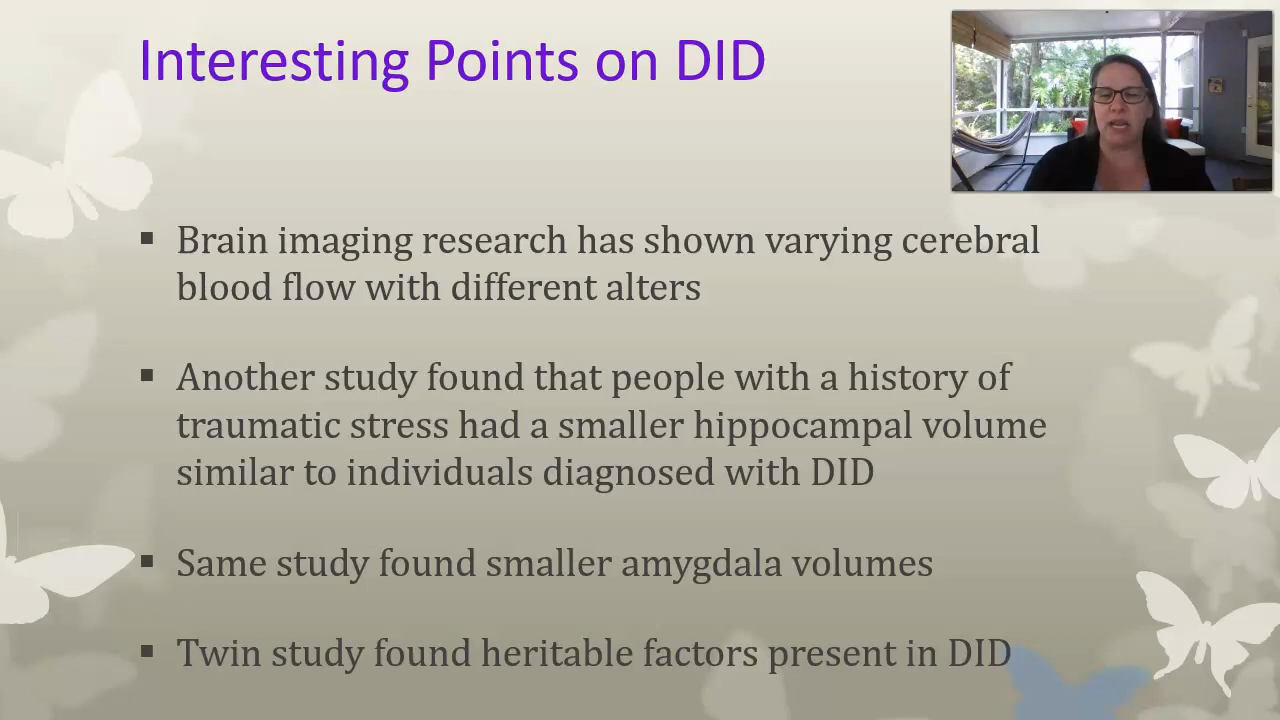 Interesting Points on DID
▪ Brain imaging research has shown varying cerebral
blood flow with different alters
▪ Another study found that people with a history of
traumatic stress had a smaller hippocampal volume
similar to individuals diagnosed with DID
▪ Same study found smaller amygdala volumes
▪ Twin study found heritable factors present in DID